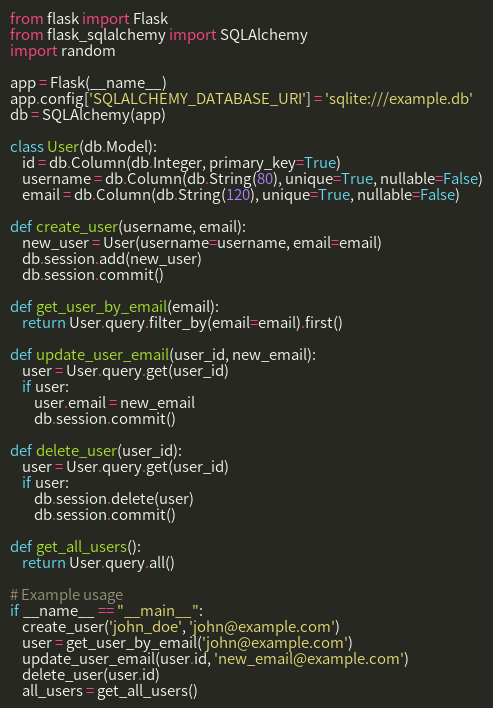 from flask import Flask
from flask_sqlalchemy import SQLAlchemy
import random

app = Flask(__name__)
app.config['SQLALCHEMY_DATABASE_URI'] = 'sqlite:///example.db'
db = SQLAlchemy(app)

class User(db.Model):
    id = db.Column(db.Integer, primary_key=True)
    username = db.Column(db.String(80), unique=True, nullable=False)
    email = db.Column(db.String(120), unique=True, nullable=False)

def create_user(username, email):
    new_user = User(username=username, email=email)
    db.session.add(new_user)
    db.session.commit()

def get_user_by_email(email):
    return User.query.filter_by(email=email).first()

def update_user_email(user_id, new_email):
    user = User.query.get(user_id)
    if user:
        user.email = new_email
        db.session.commit()

def delete_user(user_id):
    user = User.query.get(user_id)
    if user:
        db.session.delete(user)
        db.session.commit()

def get_all_users():
    return User.query.all()

# Example usage
if __name__ == "__main__":
    create_user('john_doe', 'john@example.com')
    user = get_user_by_email('john@example.com')
    update_user_email(user.id, 'new_email@example.com')
    delete_user(user.id)
    all_users = get_all_users()